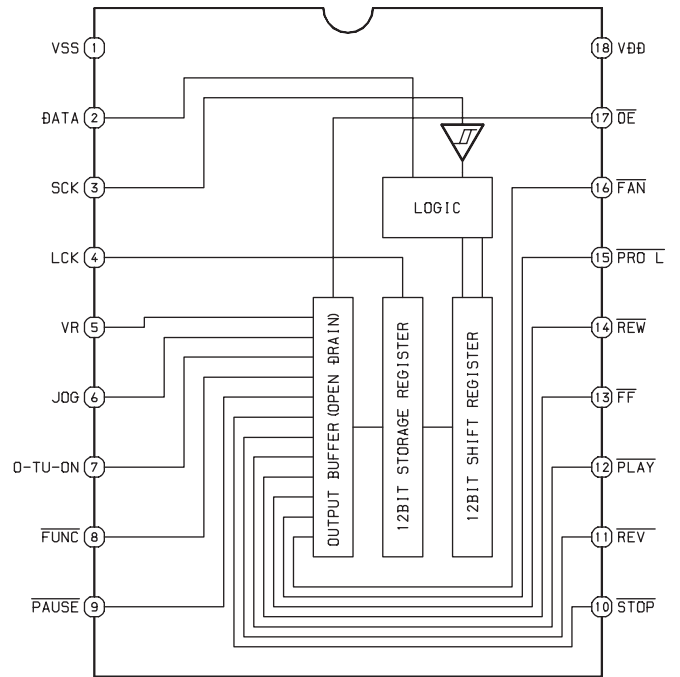 VSS 1
18 VDD
DATA 2
17 OE
SCK 3
16 FAN
LOGIC
LCK 4
15 PRO L
VR 5
14 REW
JOG 6
13 FF
O-TU-ON 7
12 PLAY
FUNC 8
11 REV
PAUSE 9
10 STOP
OUTPUT BUFFER (OPEN DRAIN)
12BIT STORAGE REGISTER
12BIT SHIFT REGISTER